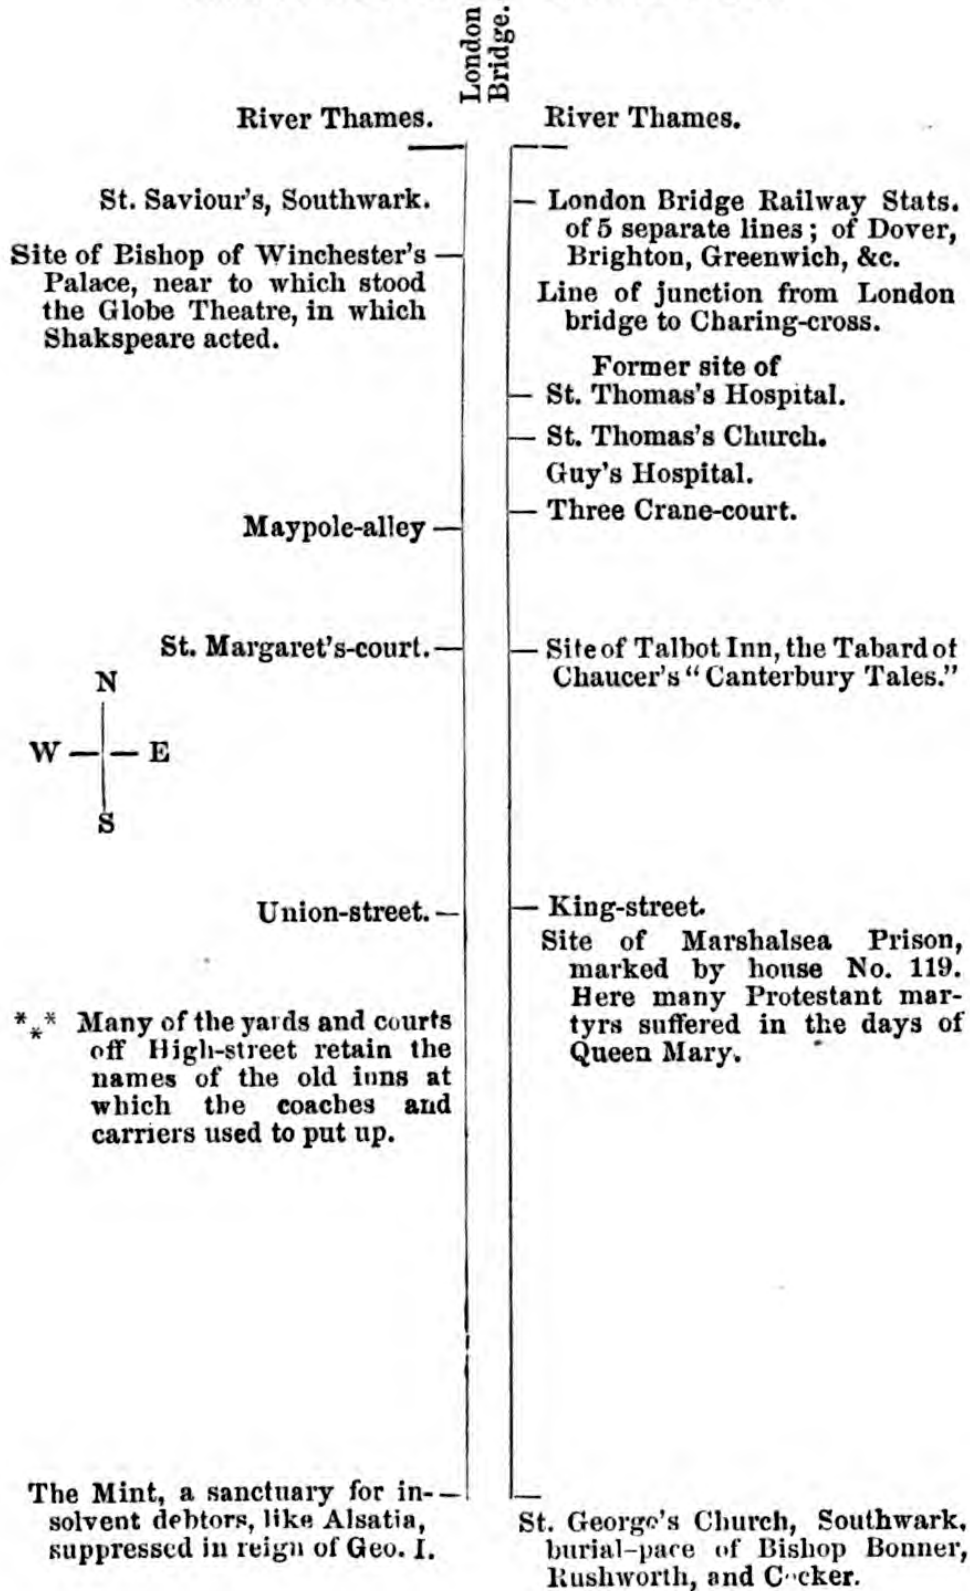 London
Bridge.
River Thames.
St. Saviour's, Southwark.
Site of Bishop of Winchester's
Palace, near to which stood
the Globe Theatre, in which
Shakspeare acted.
Maypole-alley
St. Margaret's-court.
N
W
E
S
Union-street.
*** Many of the yards and courts
off High-street retain the
names of the old inns at
which the coaches and
carriers used to put up.
The Mint, a sanctuary for in-
solvent debtors, like Alsatia,
suppressed in reign of Geo. I.
River Thames.
London Bridge Railway Stats.
of 5 separate lines; of Dover,
Brighton, Greenwich, &c.
Line of junction from London
bridge to Charing-cross.
Former site of
St. Thomas's Hospital.
St. Thomas's Church.
Guy's Hospital.
Three Crane-court.
Site of Talbot Inn, the Tabard of
Chaucer's "Canterbury Tales."
King-street.
Site of Marshalsea Prison,
marked by house No. 119.
Here many Protestant mar-
tyrs suffered in the days of
Queen Mary.
St. George's Church, Southwark,
burial-pace of Bishop Bonner,
Rushworth, and Cocker.